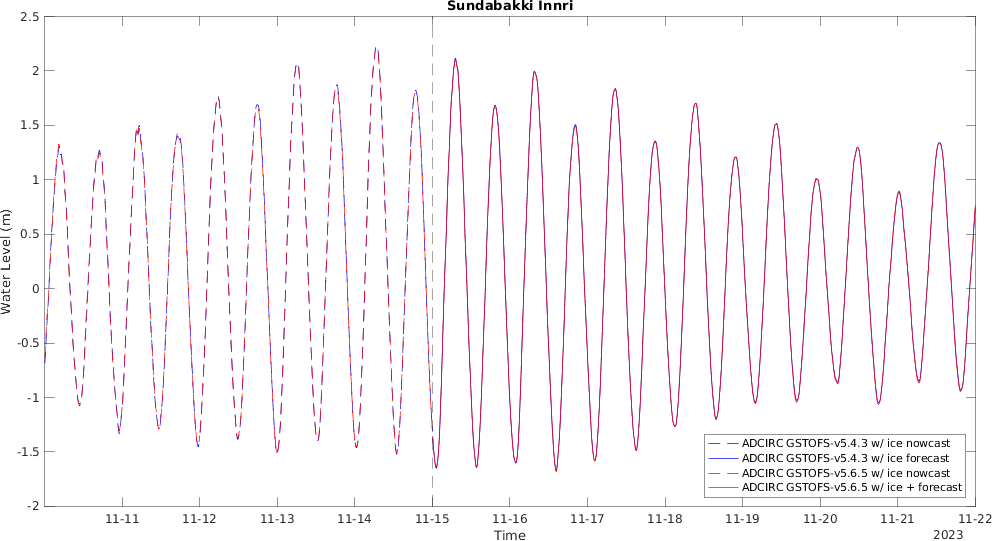 Sundabakki Innri
2.5
2
1.5
1
0.5
0
-0.5
-1
-1.5
-2
Water Level (m)
ADCIRC GSTOFS-v5.4.3 w/ ice nowcast
ADCIRC GSTOFS-v5.4.3 w/ ice forecast
ADCIRC GSTOFS-v5.6.5 w/ ice nowcast
ADCIRC GSTOFS-v5.6.5 w/ ice + forecast
11-11 11-12 11-13 11-14 11-15 11-16 11-17 11-18 11-19 11-20 11-21 11-22
Time
2023